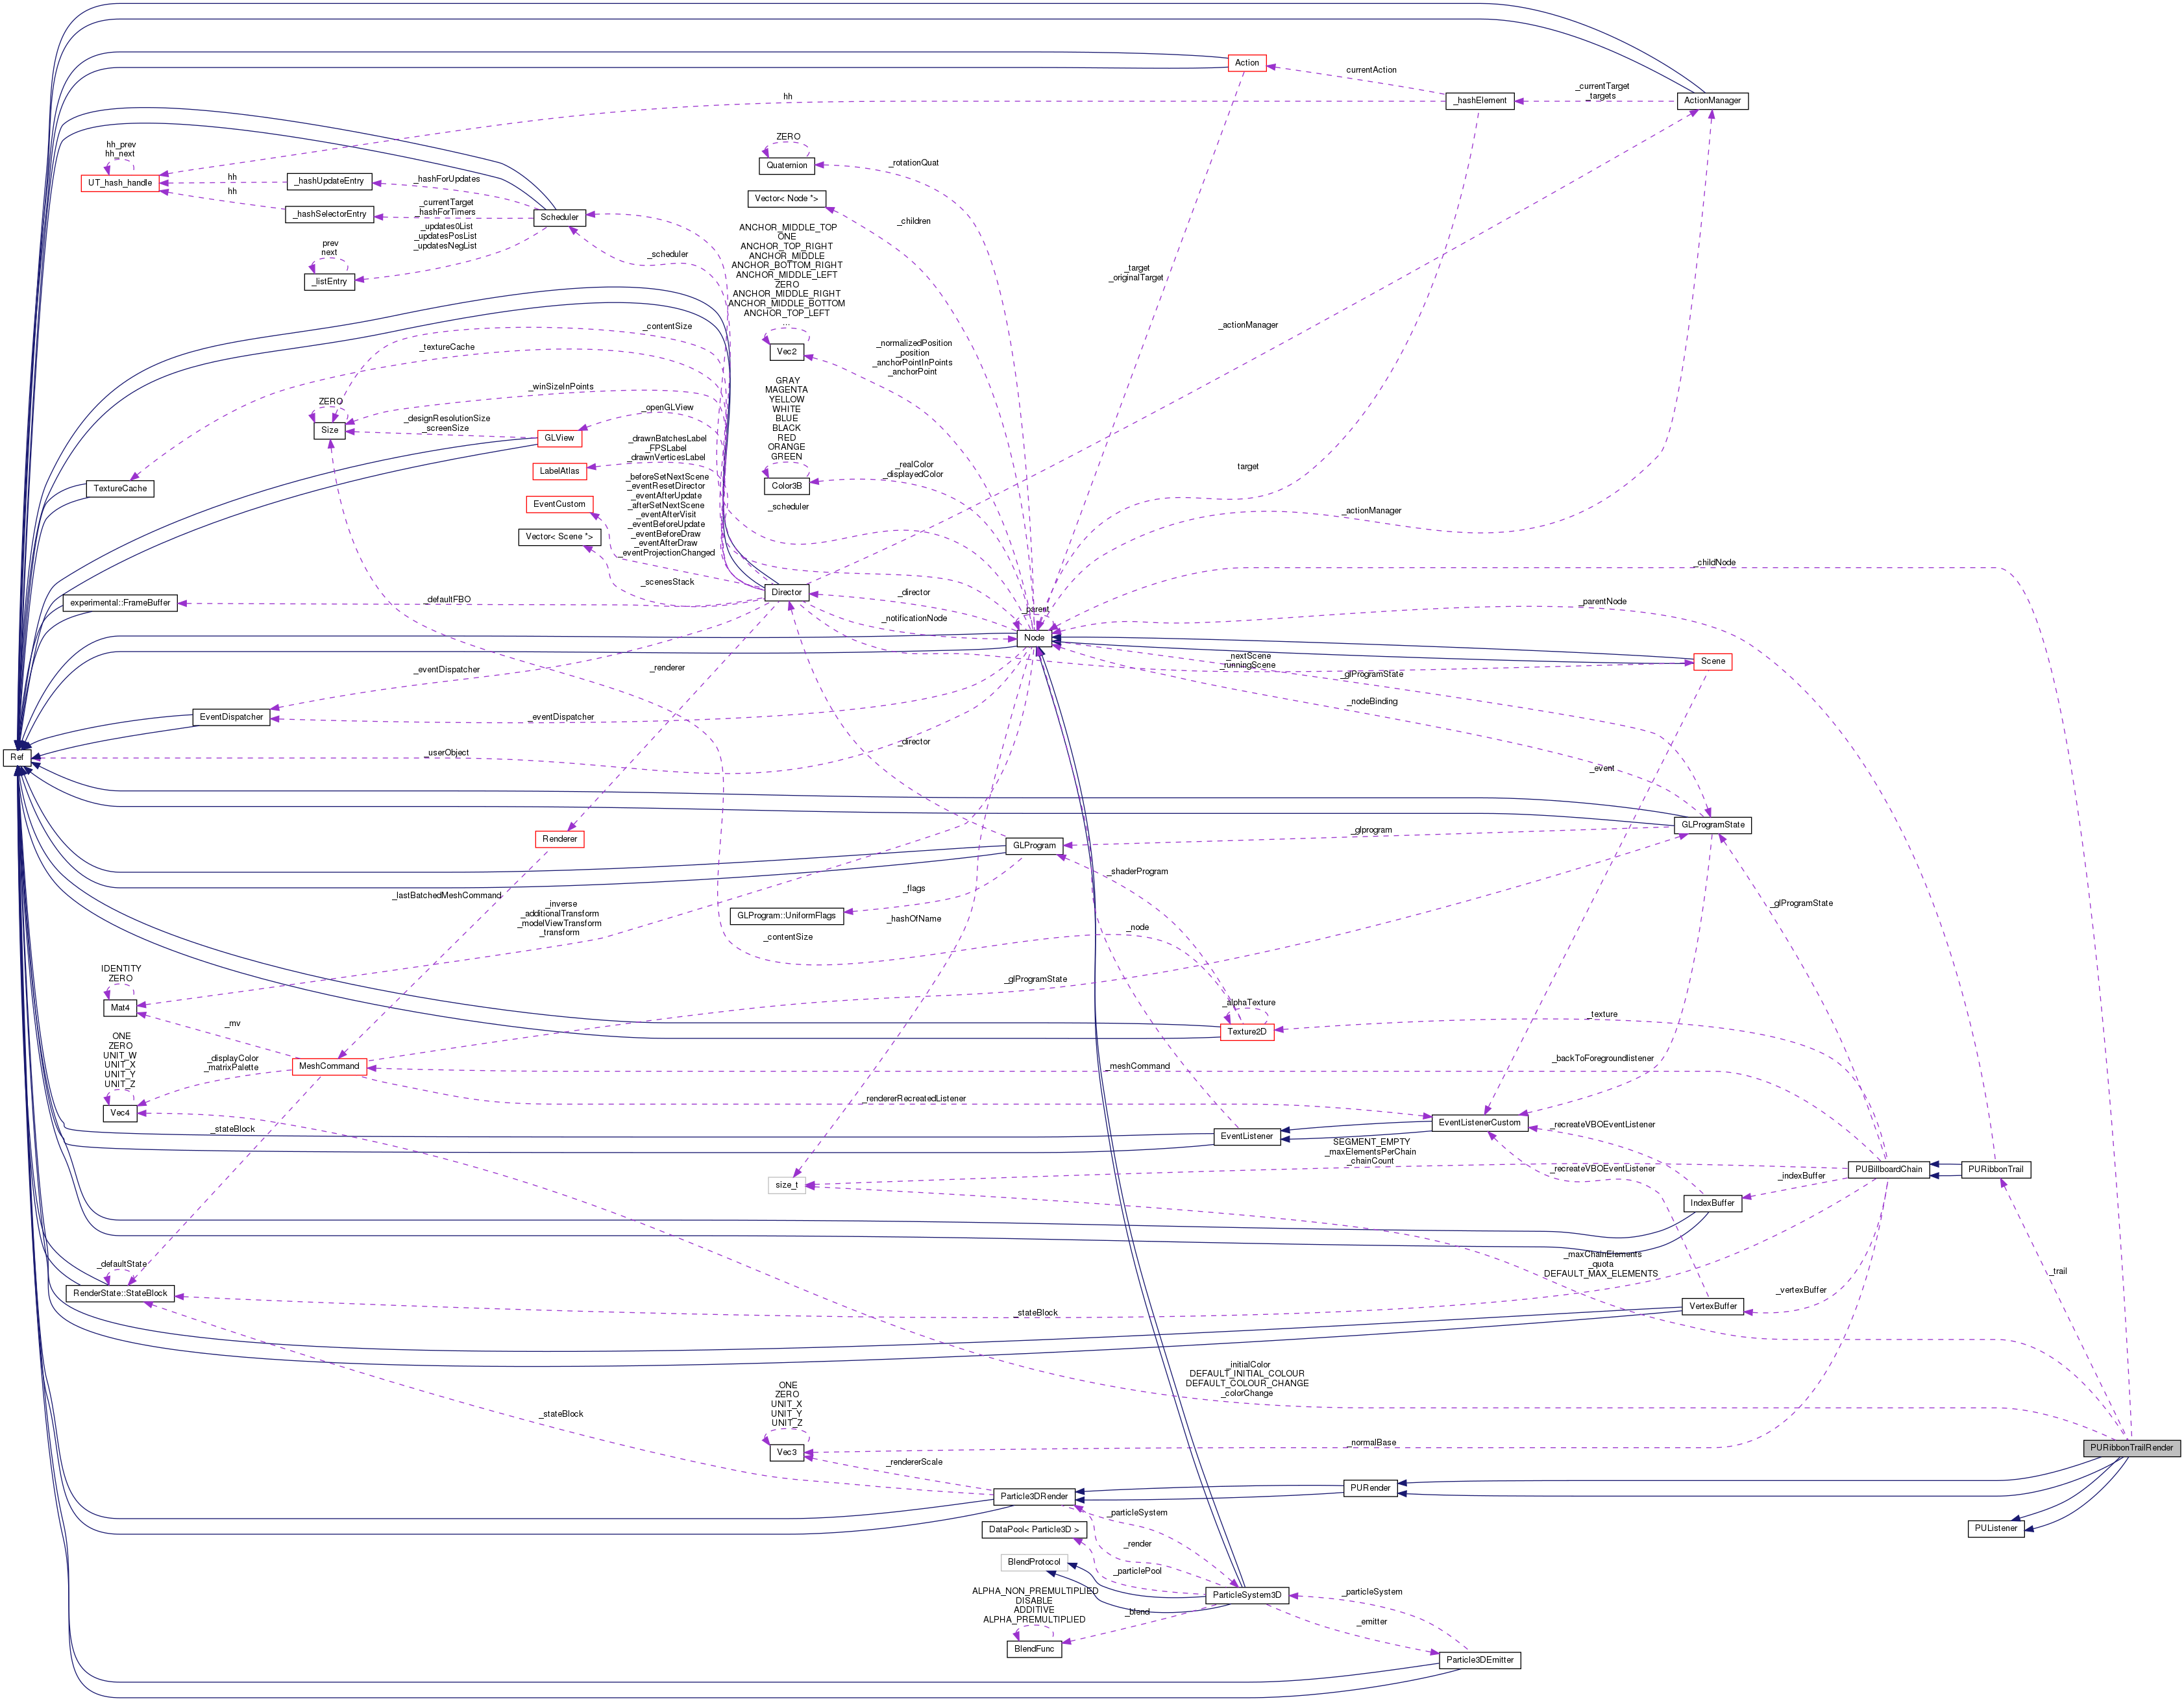 Action
currentAction
_hashElement
_currentTarget
_targets
ActionManager
hh
hh_prev
hh_next
UT_hash_handle
hh
_hashUpdateEntry
_hashForUpdates
hh
_hashSelectorEntry
_currentTarget
_hashForTimers
Scheduler
_updates0List
_updatesPosList
_updatesNegList
prev
next
_listEntry
ZERO
Quaternion
_rotationQuat
Vector< Node *>
_children
_scheduler
ANCHOR_MIDDLE_TOP
ONE
ANCHOR_TOP_RIGHT
ANCHOR_MIDDLE
ANCHOR_BOTTOM_RIGHT
ANCHOR_MIDDLE_LEFT
ZERO
ANCHOR_MIDDLE_RIGHT
ANCHOR_MIDDLE_BOTTOM
ANCHOR_TOP_LEFT
...
Vec2
_target
_originalTarget
_actionManager
_contentSize
_textureCache
_normalizedPosition
_position
_anchorPointInPoints
_anchorPoint
_winSizeInPoints
ZERO
Size
_designResolutionSize
_screenSize
_openGLView
GLView
GRAY
MAGENTA
YELLOW
WHITE
BLUE
BLACK
RED
ORANGE
GREEN
Color3B
_realColor
_displayedColor
_drawnBatchesLabel
_FPSLabel
_drawnVerticesLabel
LabelAtlas
target
TextureCache
EventCustom
_beforeSetNextScene
_eventResetDirector
_eventAfterUpdate
_afterSetNextScene
_eventAfterVisit
_eventBeforeUpdate
_eventBeforeDraw
_eventAfterDraw
_eventProjectionChanged
_scheduler
_actionManager
Vector< Scene *>
_scenesStack
_childNode
experimental::FrameBuffer
_defaultFBO
Director
_director
_parent
_parentNode
_notificationNode
Node
_eventDispatcher
_renderer
_nextScene
_runningScene
Scene
_glProgramState
_nodeBinding
EventDispatcher
_eventDispatcher
_director
Ref
_userObject
_event
GLProgramState
Renderer
GLProgram
_glprogram
_shaderProgram
_flags
GLProgram::UniformFlags
_lastBatchedMeshCommand
_inverse
_additionalTransform
_modelViewTransform
_transform
_hashOfName
_node
_contentSize
_glProgramState
IDENTITY
ZERO
Mat4
_mv
_glProgramState
_alphaTexture
Texture2D
_texture
ONE
ZERO
UNIT_W
UNIT_X
UNIT_Y
UNIT_Z
Vec4
_displayColor
_matrixPalette
MeshCommand
_meshCommand
_backToForegroundlistener
_rendererRecreatedListener
_stateBlock
EventListener
EventListenerCustom
_recreateVBOEventListener
SEGMENT_EMPTY
_maxElementsPerChain
_chainCount
_recreateVBOEventListener
PUBillboardChain
PURibbonTrail
size_t
_indexBuffer
IndexBuffer
_defaultState
RenderState::StateBlock
_maxChainElements
_quota
DEFAULT_MAX_ELEMENTS
_trail
_stateBlock
_vertexBuffer
VertexBuffer
_initialColor
DEFAULT_INITIAL_COLOUR
DEFAULT_COLOUR_CHANGE
_colorChange
_stateBlock
ONE
ZERO
UNIT_X
UNIT_Y
UNIT_Z
Vec3
_normalBase
PURibbonTrailRender
_rendererScale
Particle3DRender
PURender
_particleSystem
DataPool< Particle3D >
PUListener
_render
BlendProtocol
_particlePool
ParticleSystem3D
ALPHA_NON_PREMULTIPLIED
DISABLE
ADDITIVE
ALPHA_PREMULTIPLIED
BlendFunc
_blend
_particleSystem
_emitter
Particle3DEmitter